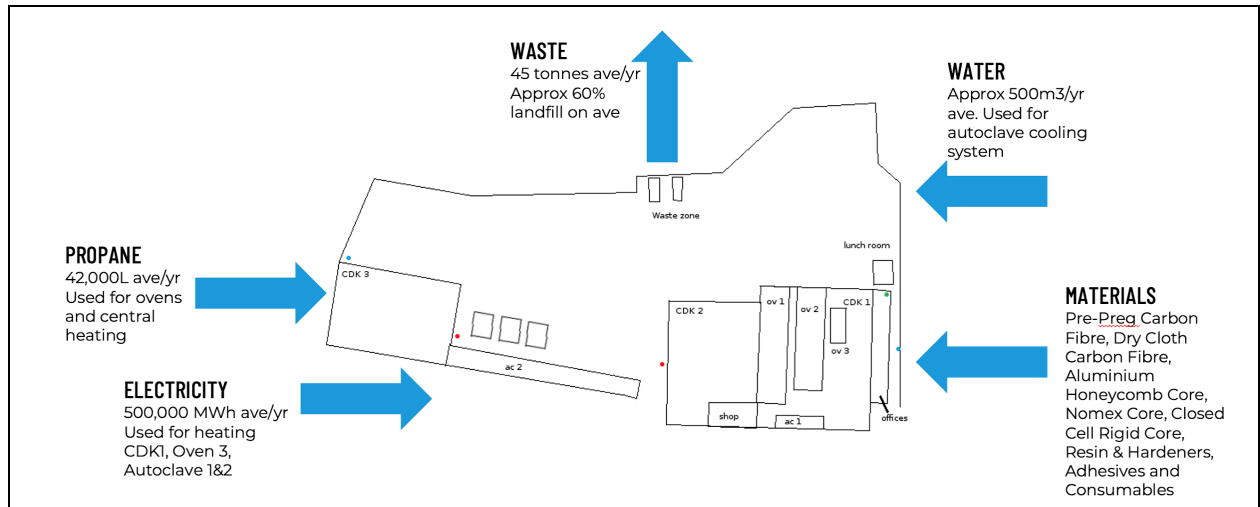 WASTE
45 tonnes ave/yr
Approx 60%
landfill on ave
WATER
Approx 500m3/yr
ave. Used for
autoclave cooling
system
Waste zone
lunch room
PROPANE
42,000L ave/yr
Used for ovens
and central
heating
CDK 3
ac 2
ELECTRICITY
500,000 MWh ave/yr
Used for heating
CDK1, Oven 3,
Autoclave 1&2
CDK 2
ov 1
ov 2
CDK 1
ov 3
shop
ac 1
offices
MATERIALS
Pre-Preg Carbon
Fibre, Dry Cloth
Carbon Fibre,
Aluminium
Honeycomb Core,
Nomex Core, Closed
Cell Rigid Core,
Resin & Hardeners,
Adhesives and
Consumables